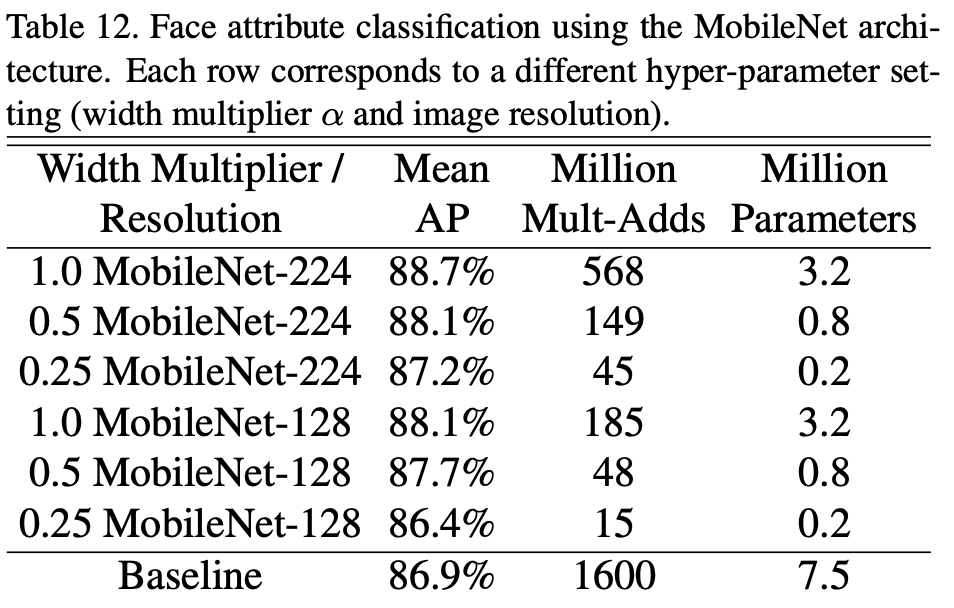 Table 12. Face attribute classification using the MobileNet archi-
tecture. Each row corresponds to a different hyper-parameter set-
ting (width multiplier α and image resolution).
Width Multiplier / Mean Million Million
Resolution AP Mult-Adds Parameters
1.0 MobileNet-224 88.7% 568 3.2
0.5 MobileNet-224 88.1% 149 0.8
0.25 MobileNet-224 87.2% 45 0.2
1.0 MobileNet-128 88.1% 185 3.2
0.5 MobileNet-128 87.7% 48 0.8
0.25 MobileNet-128 86.4% 15 0.2
Baseline 86.9% 1600 7.5